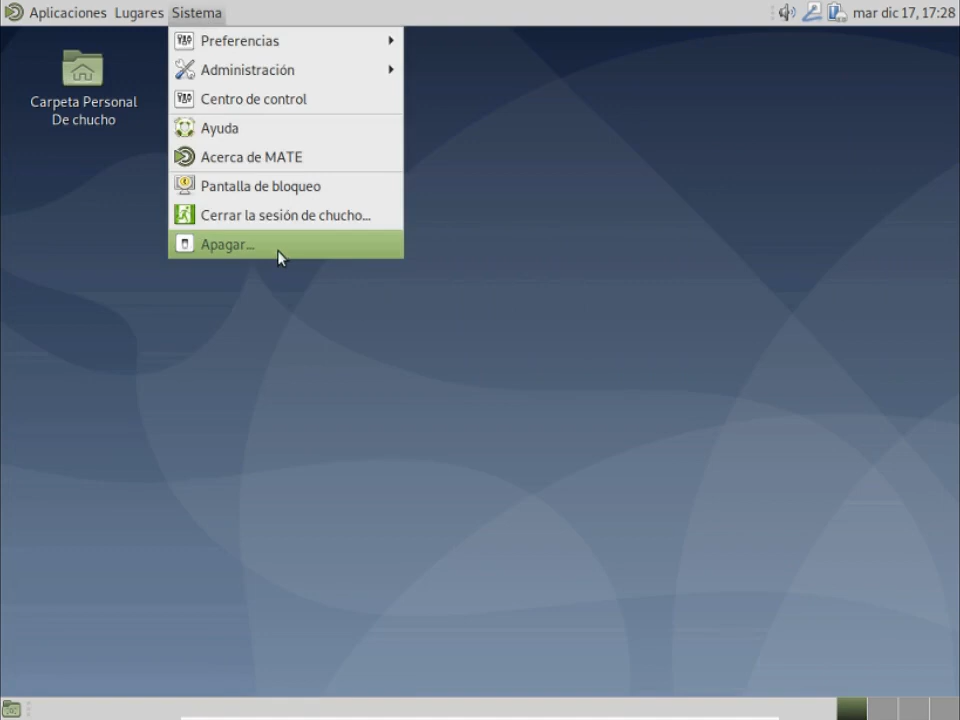 Aplicaciones Lugares Sistema mar dic 17, 17:28
Preferencias
Administración
Centro de control
Ayuda
Acerca de MATE
Pantalla de bloqueo
Cerrar la sesión de chucho...
Apagar...
Carpeta Personal
De chucho